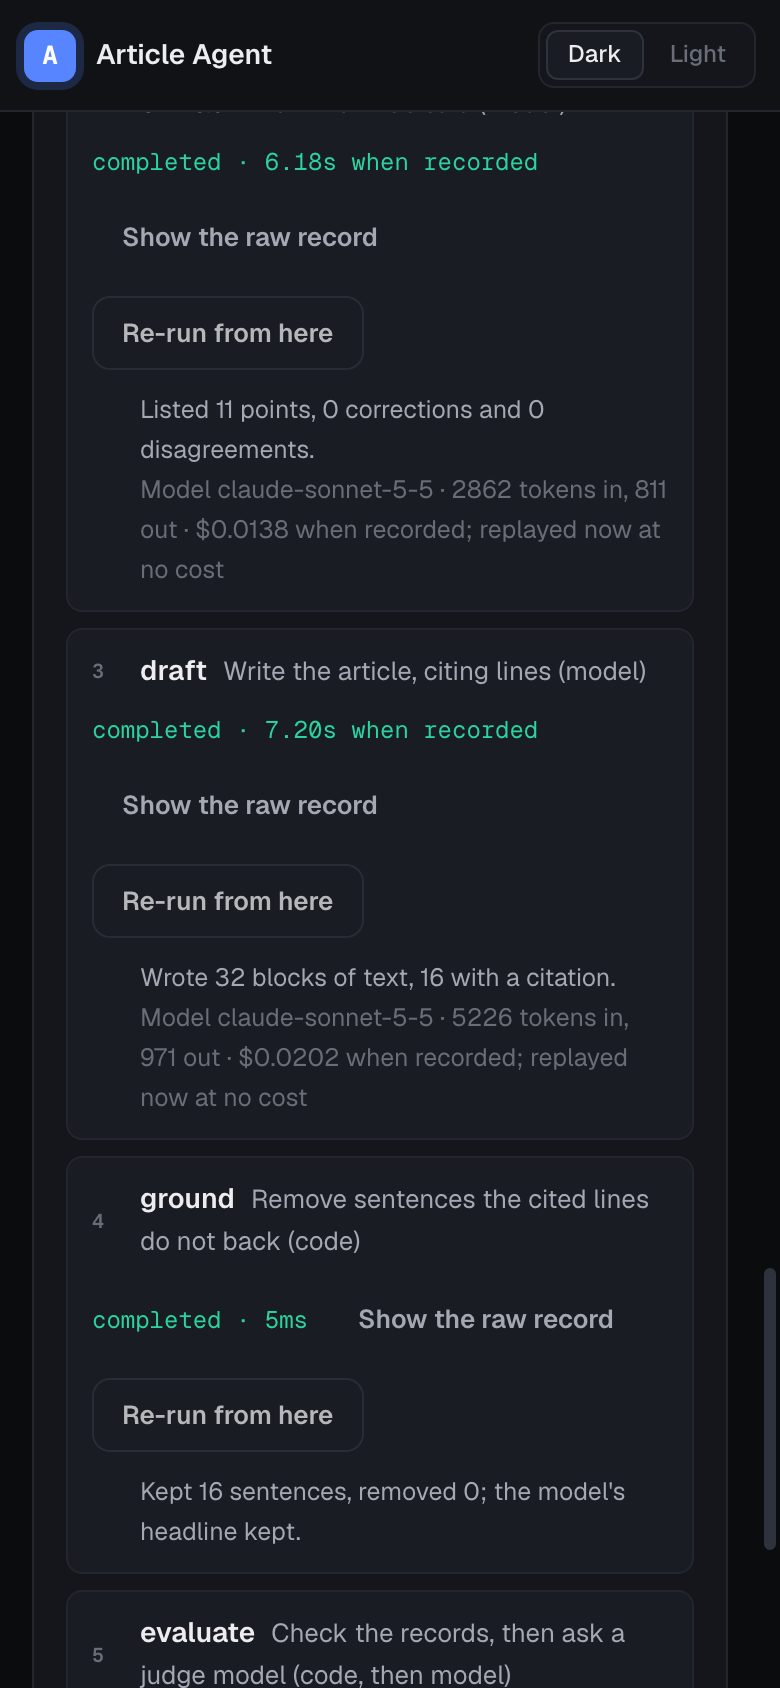 A Article Agent Dark Light
completed · 6.18s when recorded
Show the raw record
Re-run from here
Listed 11 points, 0 corrections and 0
disagreements.
Model claude-sonnet-5-5 · 2862 tokens in, 811
out · $0.0138 when recorded; replayed now at
no cost
3 draft Write the article, citing lines (model)
completed · 7.20s when recorded
Show the raw record
Re-run from here
Wrote 32 blocks of text, 16 with a citation.
Model claude-sonnet-5-5 · 5226 tokens in,
971 out · $0.0202 when recorded; replayed
now at no cost
4 ground Remove sentences the cited lines
do not back (code)
completed · 5ms Show the raw record
Re-run from here
Kept 16 sentences, removed 0; the model's
headline kept.
5 evaluate Check the records, then ask a
judge model (code, then model)